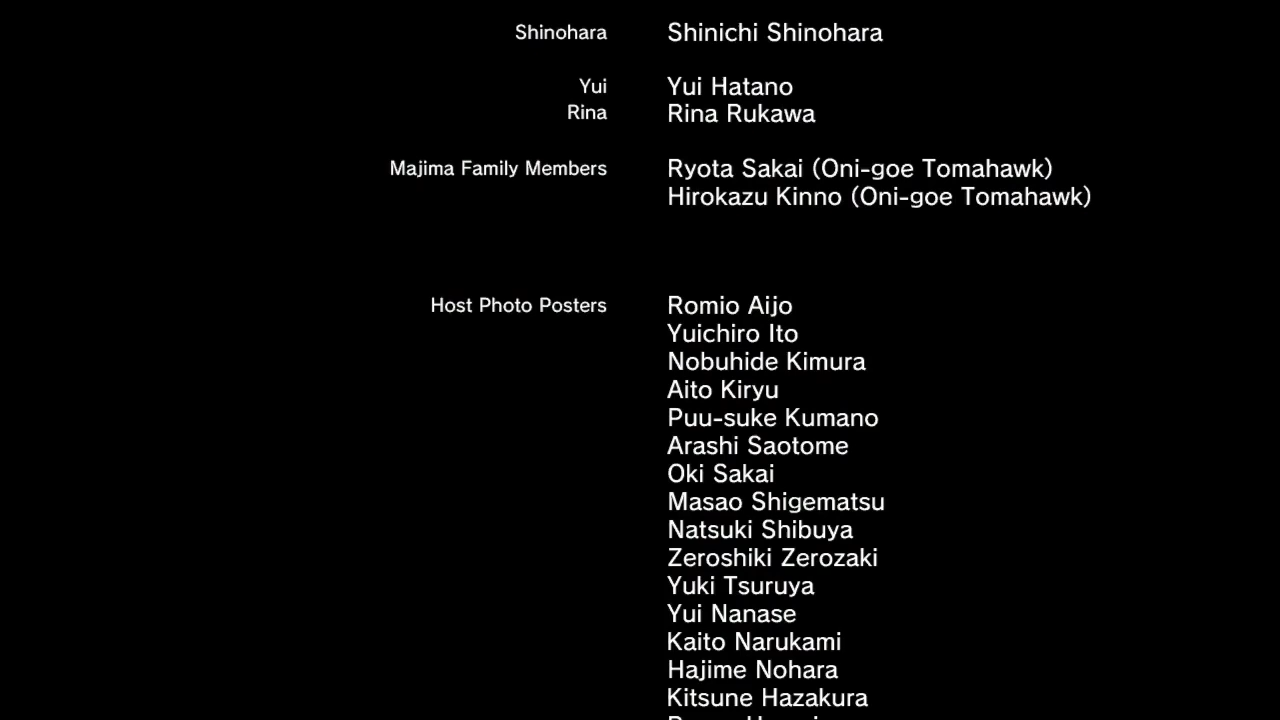 Shinohara Shinichi Shinohara
Yui Yui Hatano
Rina Rina Rukawa
Majima Family Members Ryota Sakai (Oni-goe Tomahawk)
Hirokazu Kinno (Oni-goe Tomahawk)
Host Photo Posters Romio Aijo
Yuichiro Ito
Nobuhide Kimura
Aito Kiryu
Puu-suke Kumano
Arashi Saotome
Oki Sakai
Masao Shigematsu
Natsuki Shibuya
Zeroshiki Zerozaki
Yuki Tsuruya
Yui Nanase
Kaito Narukami
Hajime Nohara
Kitsune Hazakura